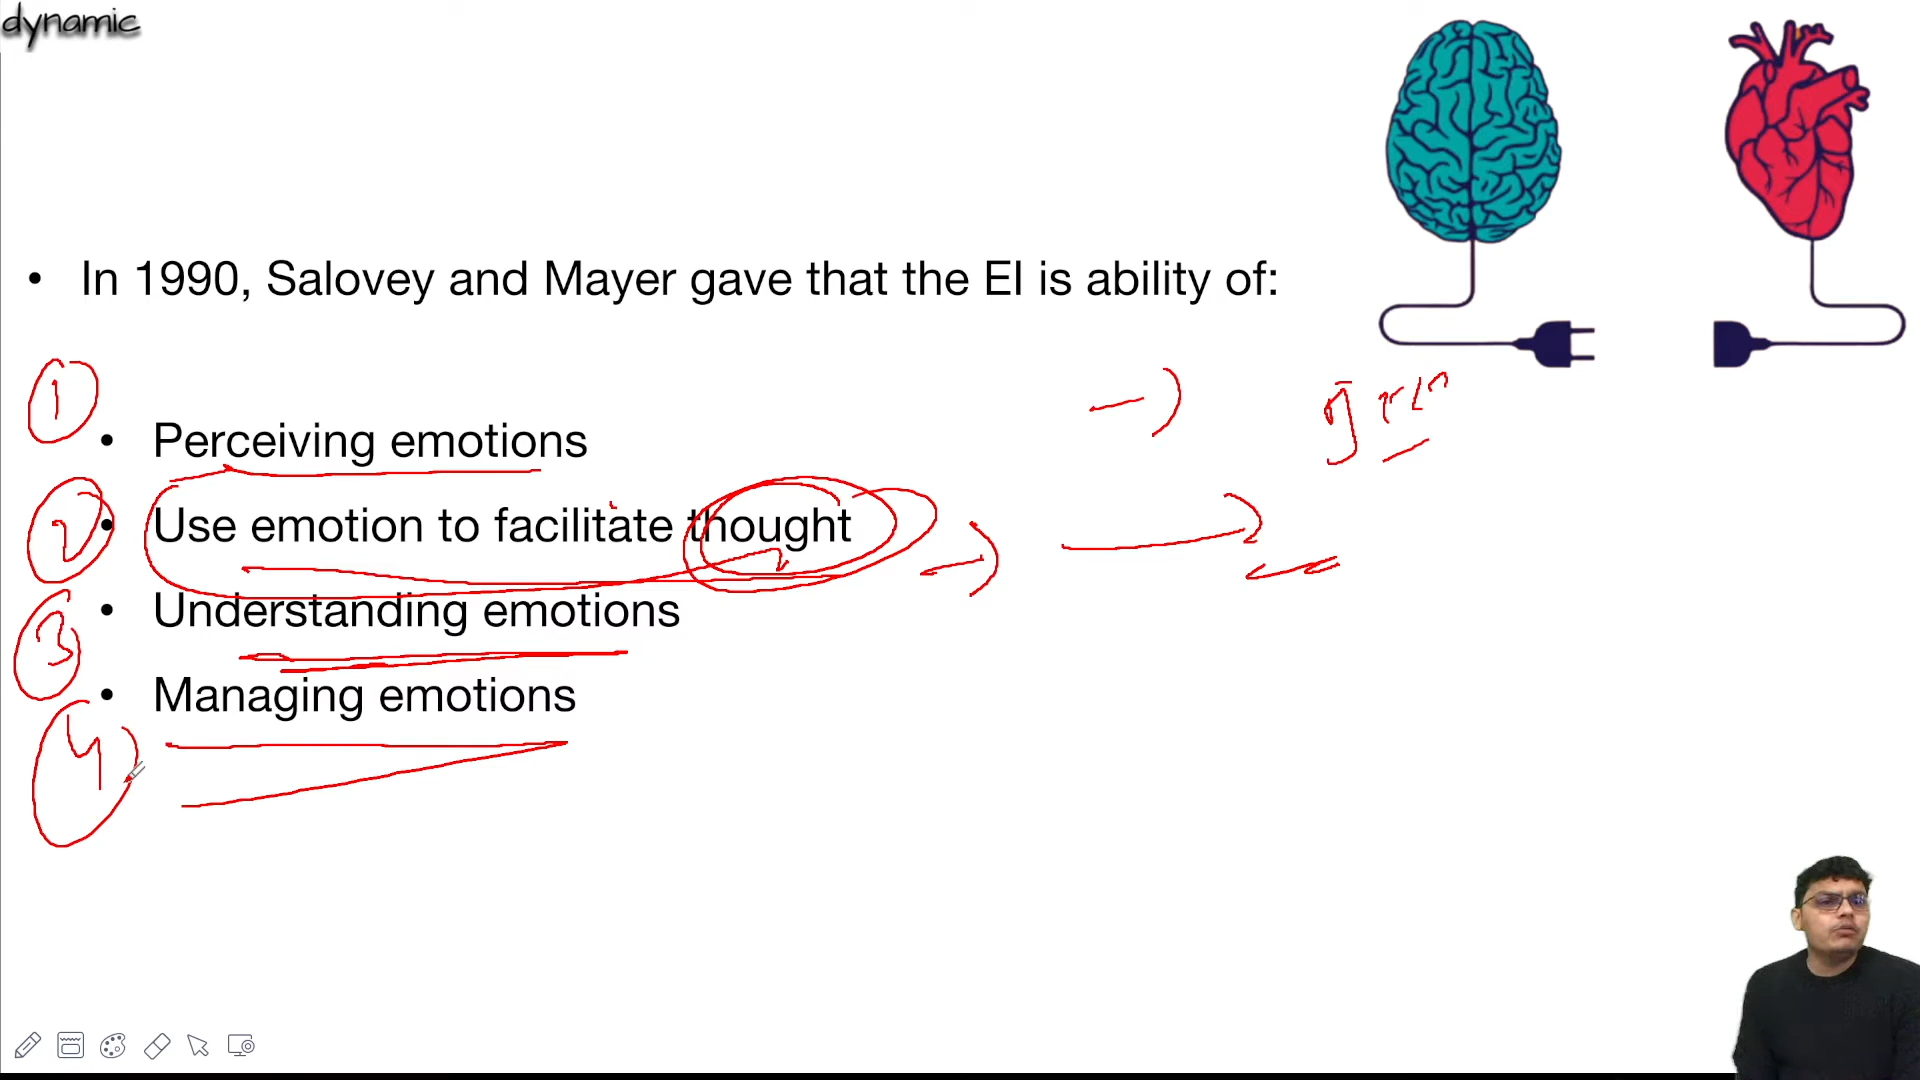 dynamic
• In 1990, Salovey and Mayer gave that the EI is ability of:
1
• Perceiving emotions
2 • Use emotion to facilitate thought
3 • Understanding emotions
• Managing emotions
4